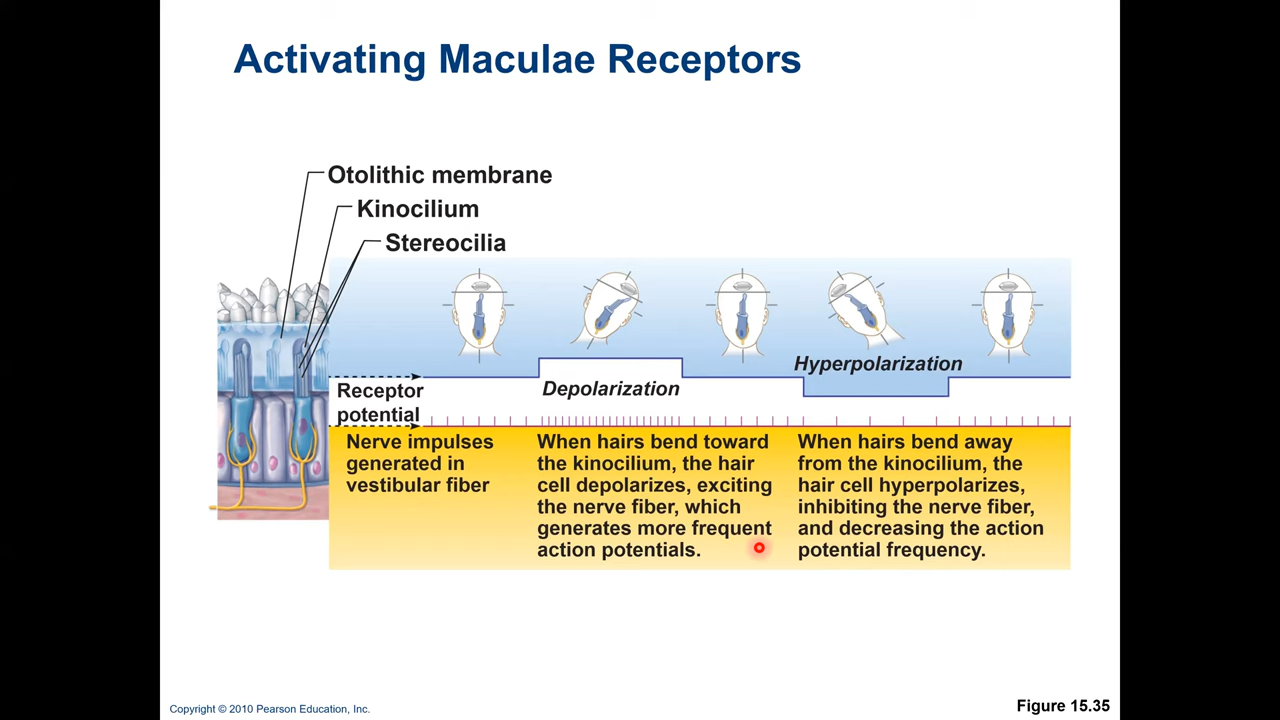 Activating Maculae Receptors
Otolithic membrane
Kinocilium
Stereocilia
Hyperpolarization
Depolarization
Receptor
potential
Nerve impulses
generated in
vestibular fiber
When hairs bend toward
the kinocilium, the hair
cell depolarizes, exciting
the nerve fiber, which
generates more frequent
action potentials.
When hairs bend away
from the kinocilium, the
hair cell hyperpolarizes,
inhibiting the nerve fiber,
and decreasing the action
potential frequency.
Copyright © 2010 Pearson Education, Inc.
Figure 15.35